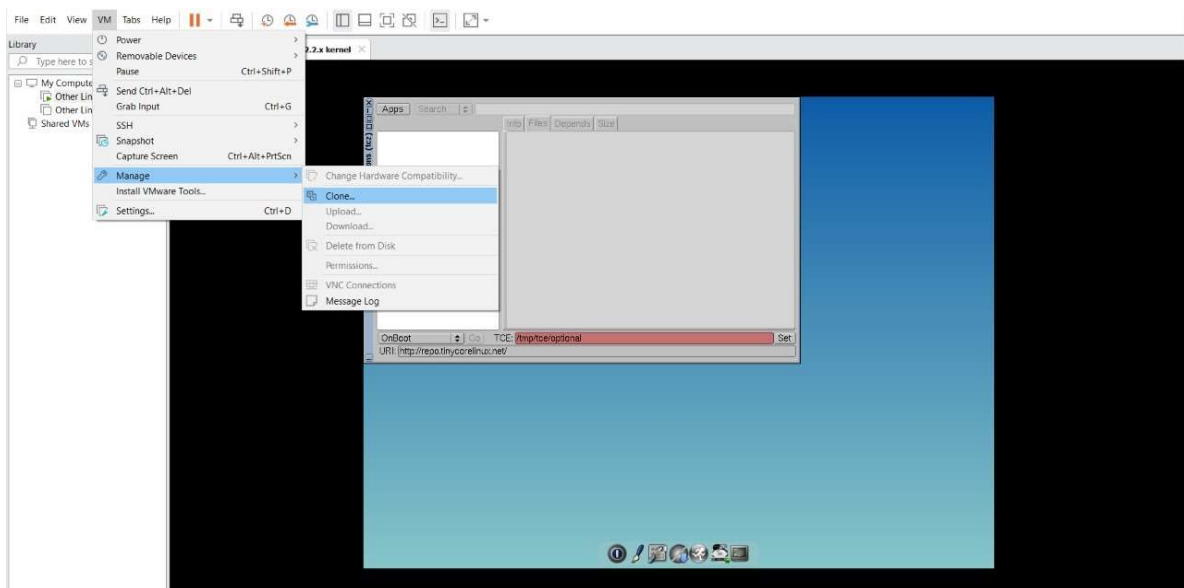 File Edit View VM Tabs Help
Library
Type here to s
2.2.x kernel
My Compute
Other Lin
Other Lin
Shared VMs
Power
Removable Devices
Pause Ctrl+Shift+P
Send Ctrl+Alt+Del
Grab Input Ctrl+G
SSH
Snapshot
Capture Screen Ctrl+Alt+PrtScn
Manage
Install VMware Tools...
Settings... Ctrl+D
Change Hardware Compatibility...
Clone...
Upload...
Download...
Delete from Disk
Permissions...
VNC Connections
Message Log
Apps Search
Info Files Depends Size
ons (tcz)
OnBoot Go TCE: /tmp/tce/optional Set
URI: http://repo.tinycorelinux.net/